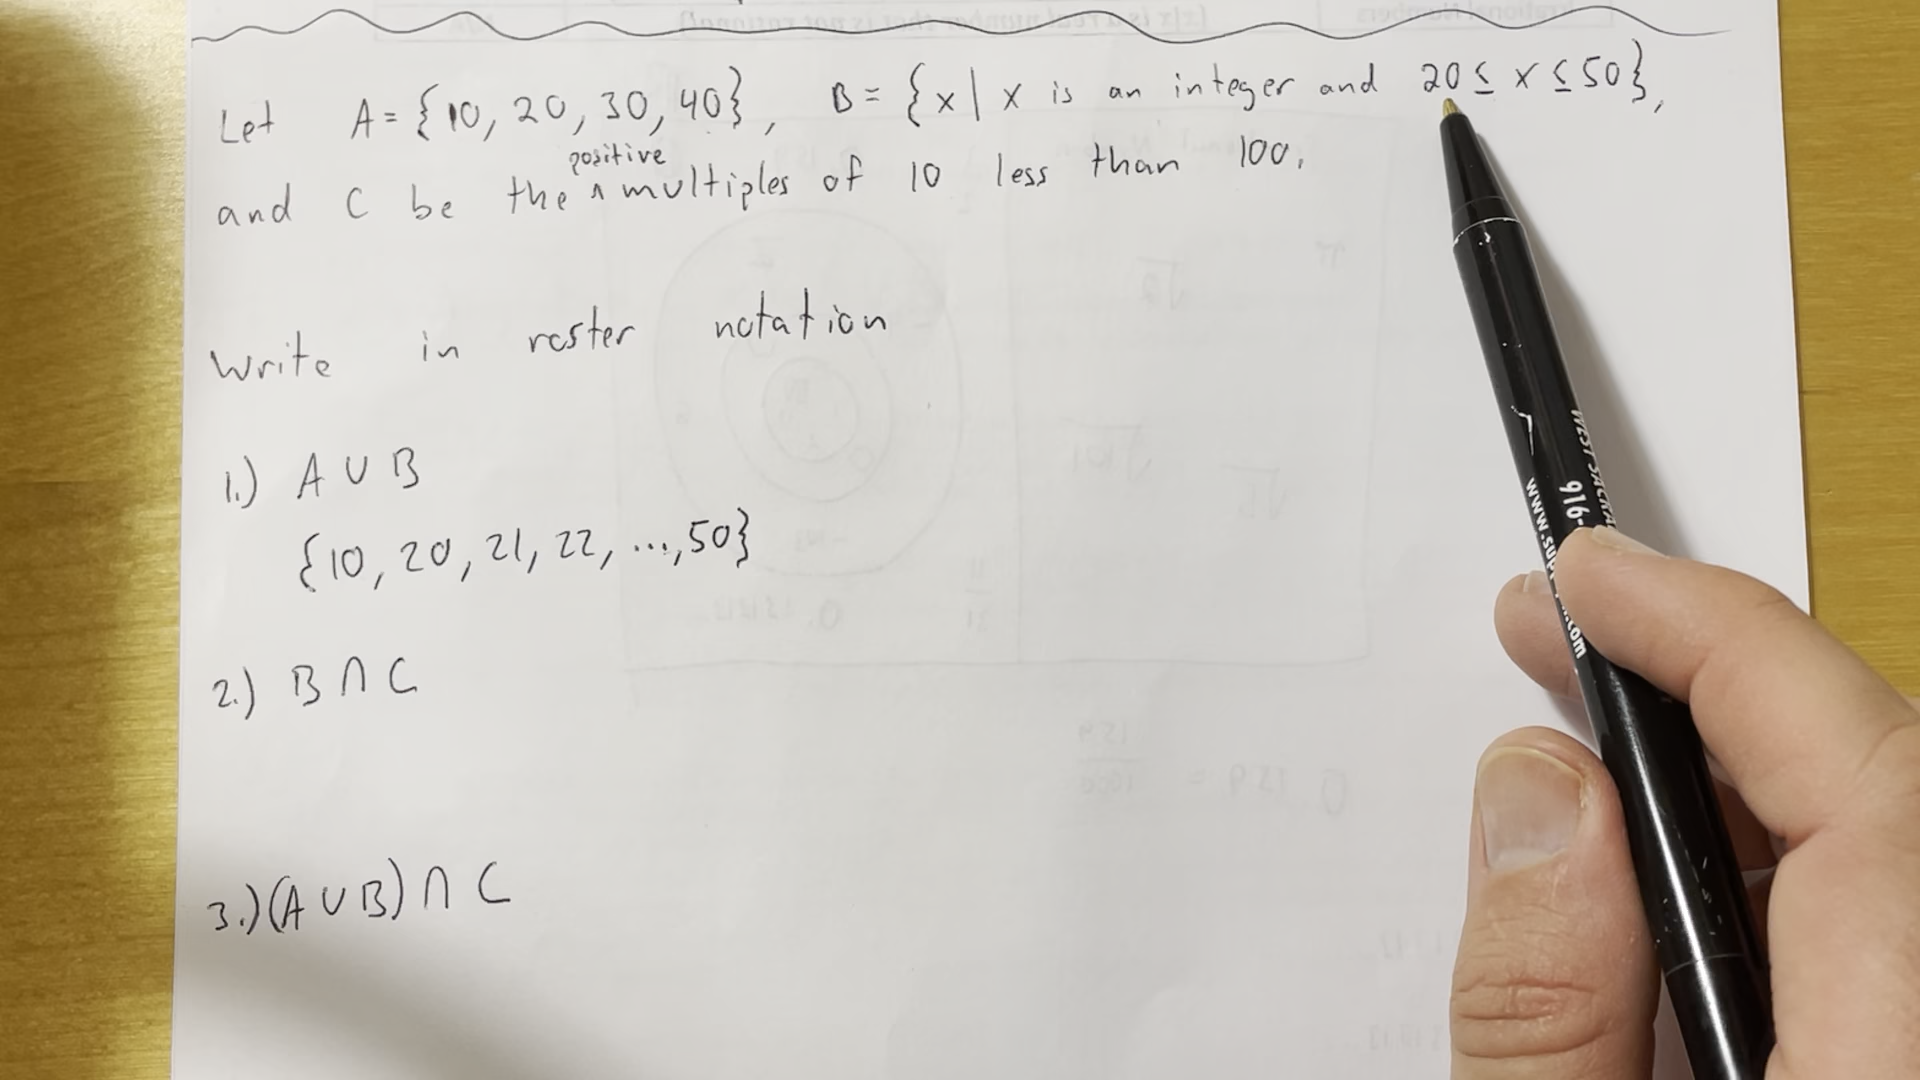 Let A = {10, 20, 30, 40}, B = {x | x is an integer and 20 ≤ x ≤ 50},
and C be the ^ positive multiples of 10 less than 100.
Write in roster notation
1.) A ∪ B
{10, 20, 21, 22, ..., 50}
2.) B ∩ C
3.) (A ∪ B) ∩ C
916-